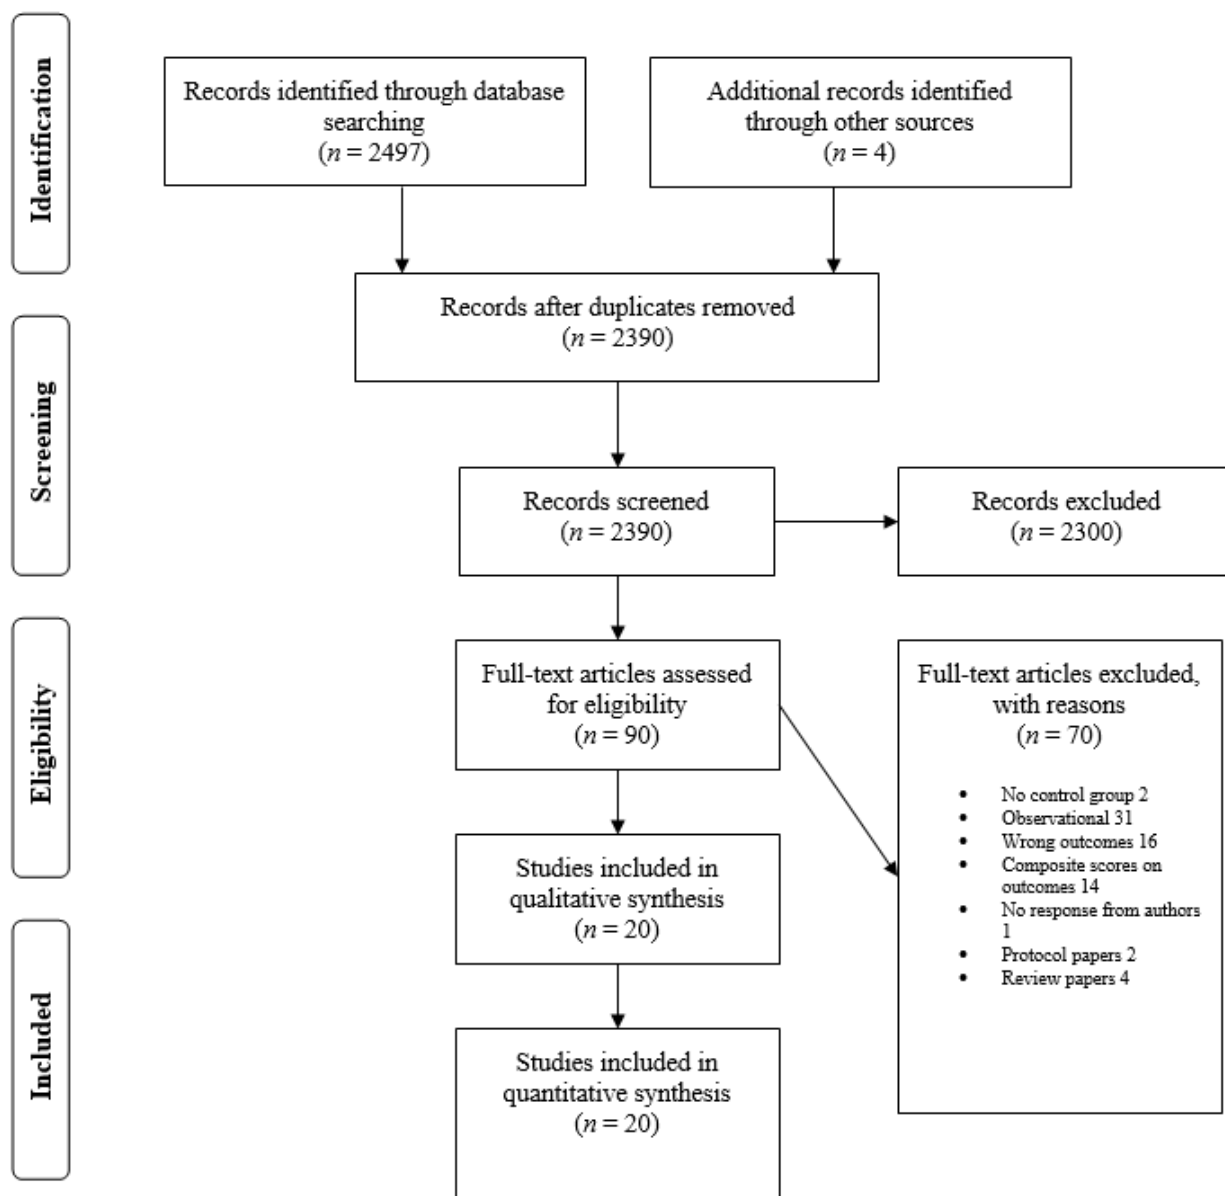 Identification
Records identified through database
searching
(n = 2497)
Additional records identified
through other sources
(n = 4)
Records after duplicates removed
(n = 2390)
Screening
Records screened
(n = 2390)
Records excluded
(n = 2300)
Eligibility
Full-text articles assessed
for eligibility
(n = 90)
Full-text articles excluded,
with reasons
(n = 70)
• No control group 2
• Observational 31
• Wrong outcomes 16
• Composite scores on
outcomes 14
• No response from authors
1
• Protocol papers 2
• Review papers 4
Studies included in
qualitative synthesis
(n = 20)
Included
Studies included in
quantitative synthesis
(n = 20)